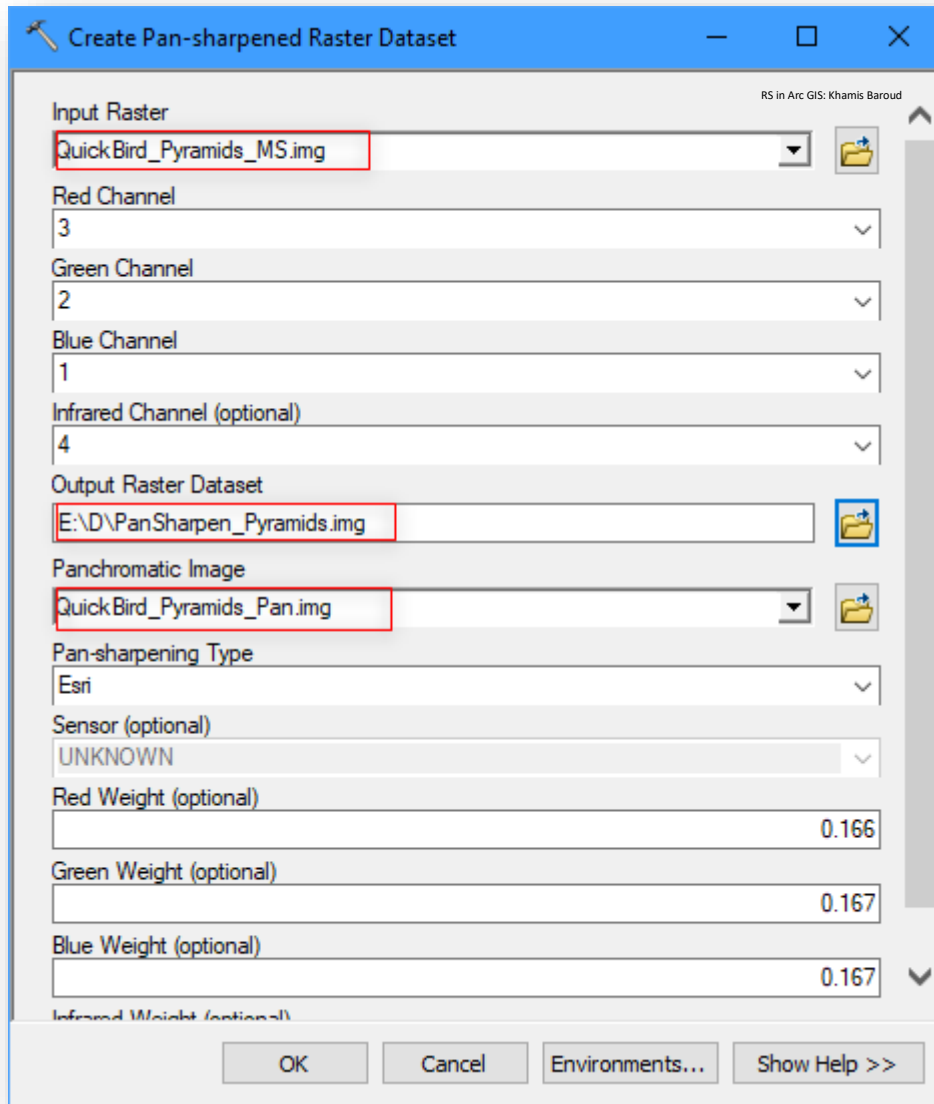 Create Pan-sharpened Raster Dataset
RS in Arc GIS: Khamis Baroud
Input Raster
QuickBird_Pyramids_MS.img
Red Channel
3
Green Channel
2
Blue Channel
1
Infrared Channel (optional)
4
Output Raster Dataset
E:\D\PanSharpen_Pyramids.img
Panchromatic Image
QuickBird_Pyramids_Pan.img
Pan-sharpening Type
Esri
Sensor (optional)
UNKNOWN
Red Weight (optional)
0.166
Green Weight (optional)
0.167
Blue Weight (optional)
0.167
Infrared Weight (optional)
OK Cancel Environments... Show Help >>